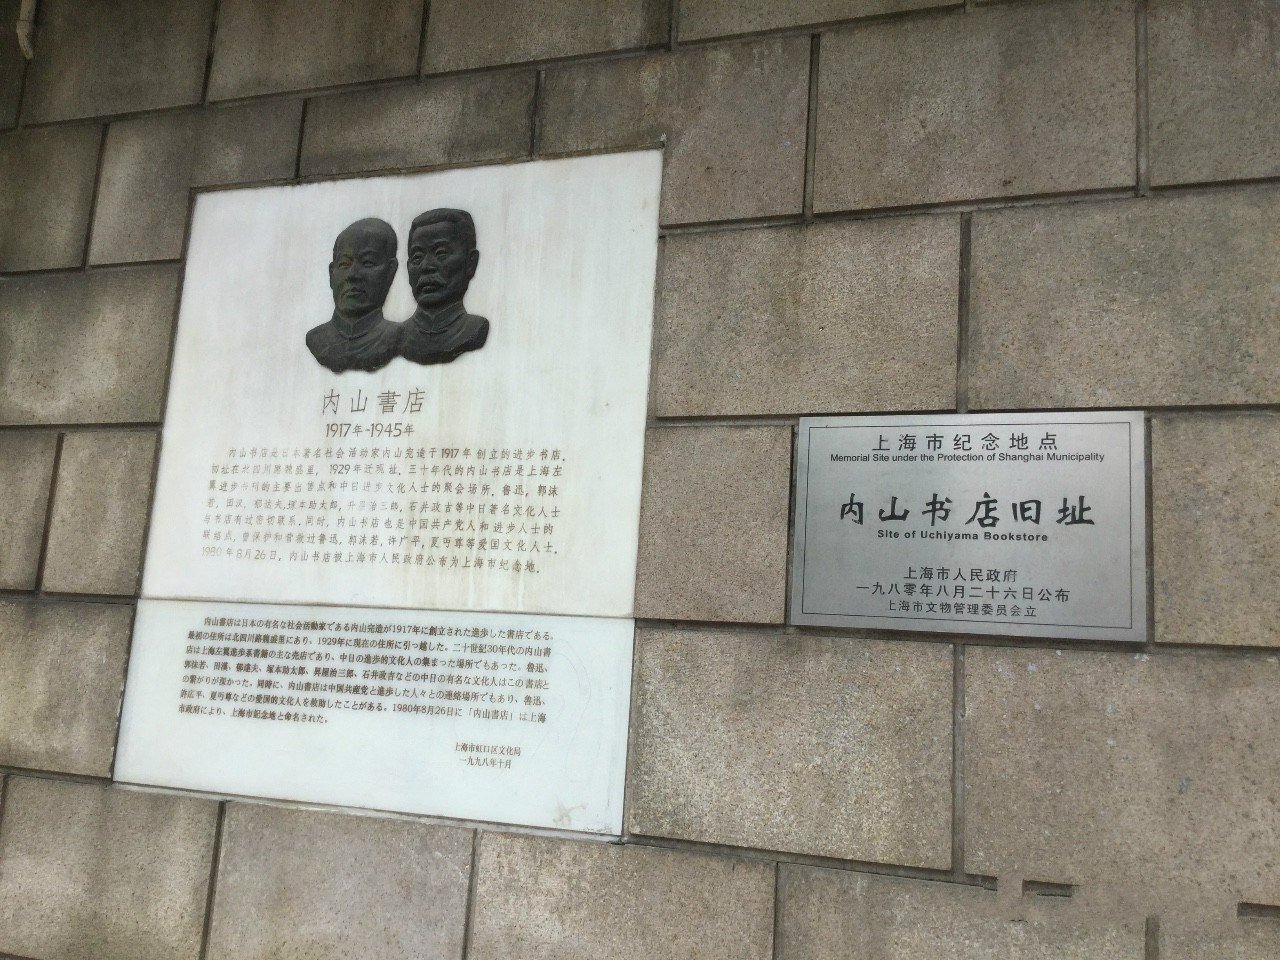 内山書店
1917年-1945年
内山书店是日本著名社会活动家内山完造于1917年创立的进步书店。
旧址在北四川路魏盛里，1929年迁现址。三十年代的内山书店是上海左
翼进步书刊的主要出售点和中日进步文化人士的聚会场所。鲁迅，郭沫
若，田汉，郁达夫，塚本助太郎，升屋治三郎，石井政吉等中日著名文化人士
与书店有过密切联系。同时，内山书店也是中国共产党人和进步人士的
联络式，曾保护和营救过鲁迅，郭沫若，许广平，夏丏尊等爱国文化人士。
1980年8月26日，内山书店被上海市人民政府公布为上海市纪念地。
内山書店は日本の有名な社会活動家である内山完造が1917年に創立された進歩した書店である。
最初の住所は北四川路魏盛里にあり、1929年に現在の住所に引っ越した。二十世紀30年代の内山書
店は上海左翼進歩系書籍の主な売店であり、中日の進歩的文化人の集まった場所でもあった。魯迅、
郭沫若、田漢、郁達夫、塚本助太郎、昇屋治三郎、石井政吉などの中日の有名な文化人はこの書店と
の繋がりが深かった。同時に、内山書店は中国共産党と進歩した人々との連絡場所でもあり、魯迅、
許広平、夏丏尊などの愛国的文化人を救助したことがある。1980年8月26日に「内山書店」は上海
市政府により、上海市記念地と命名された。
上海市虹口区文化局
一九九八年十月
上海市纪念地点
Memorial Site under the Protection of Shanghai Municipality
内山书店旧址
Site of Uchiyama Bookstore
上海市人民政府
一九八零年八月二十六日公布
上海市文物管理委员会立